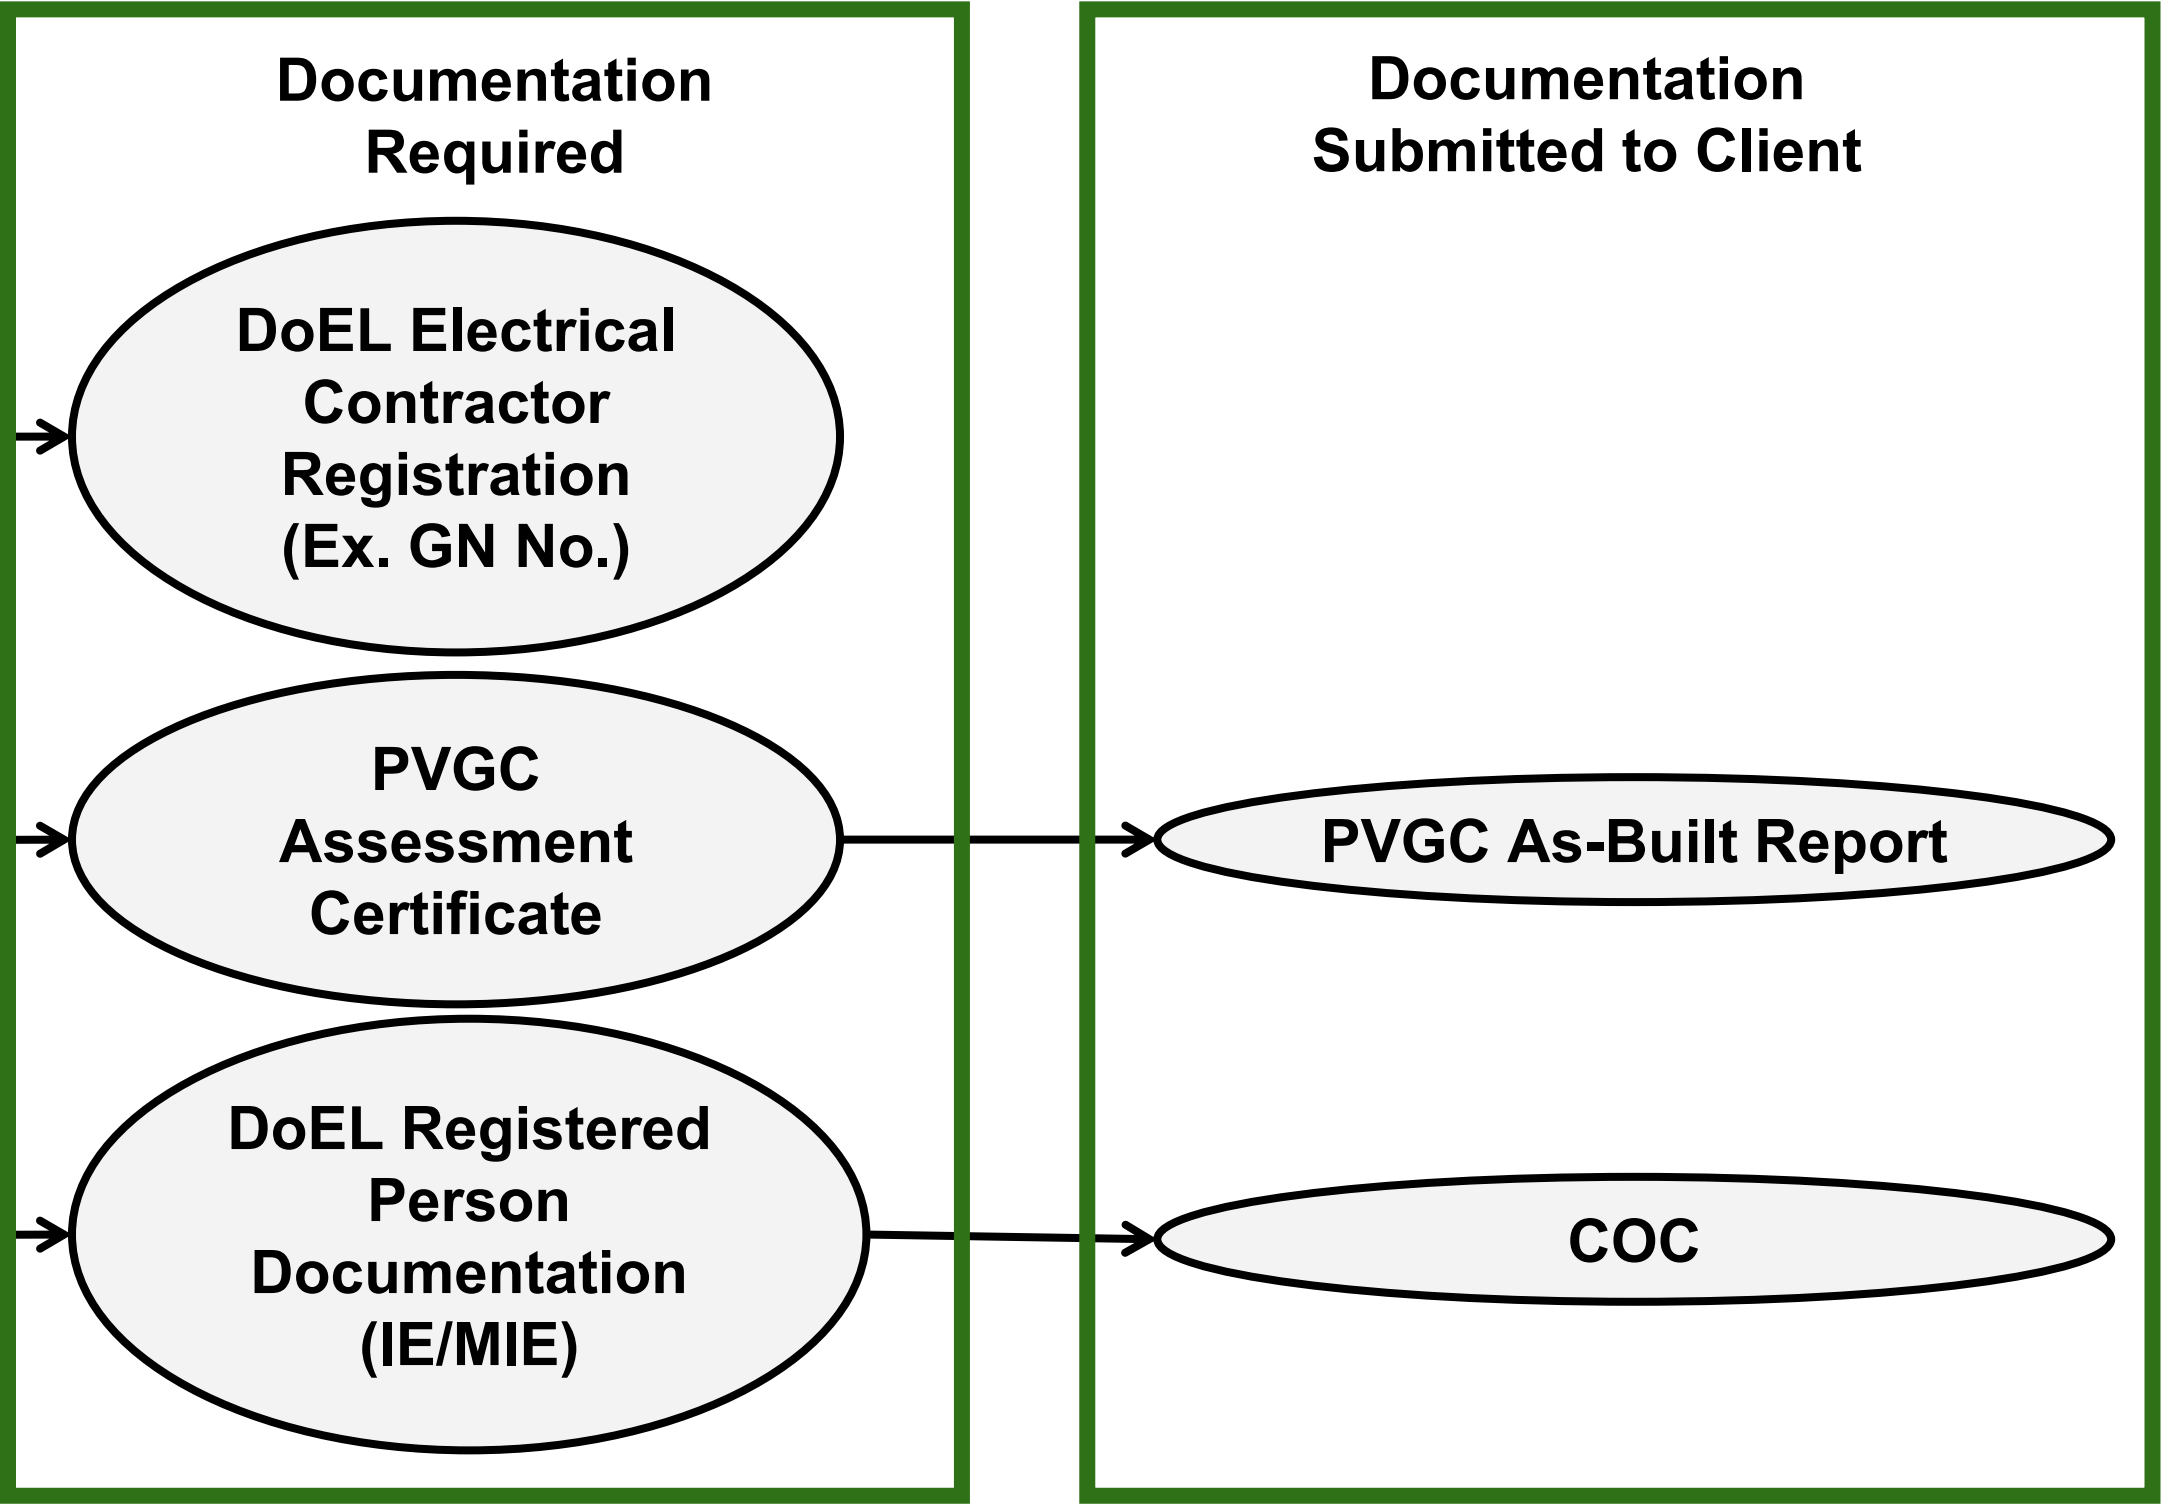 Documentation
Required
DoEL Electrical
Contractor
Registration
(Ex. GN No.)
PVGC
Assessment
Certificate
DoEL Registered
Person
Documentation
(IE/MIE)
Documentation
Submitted to Client
PVGC As-Built Report
COC